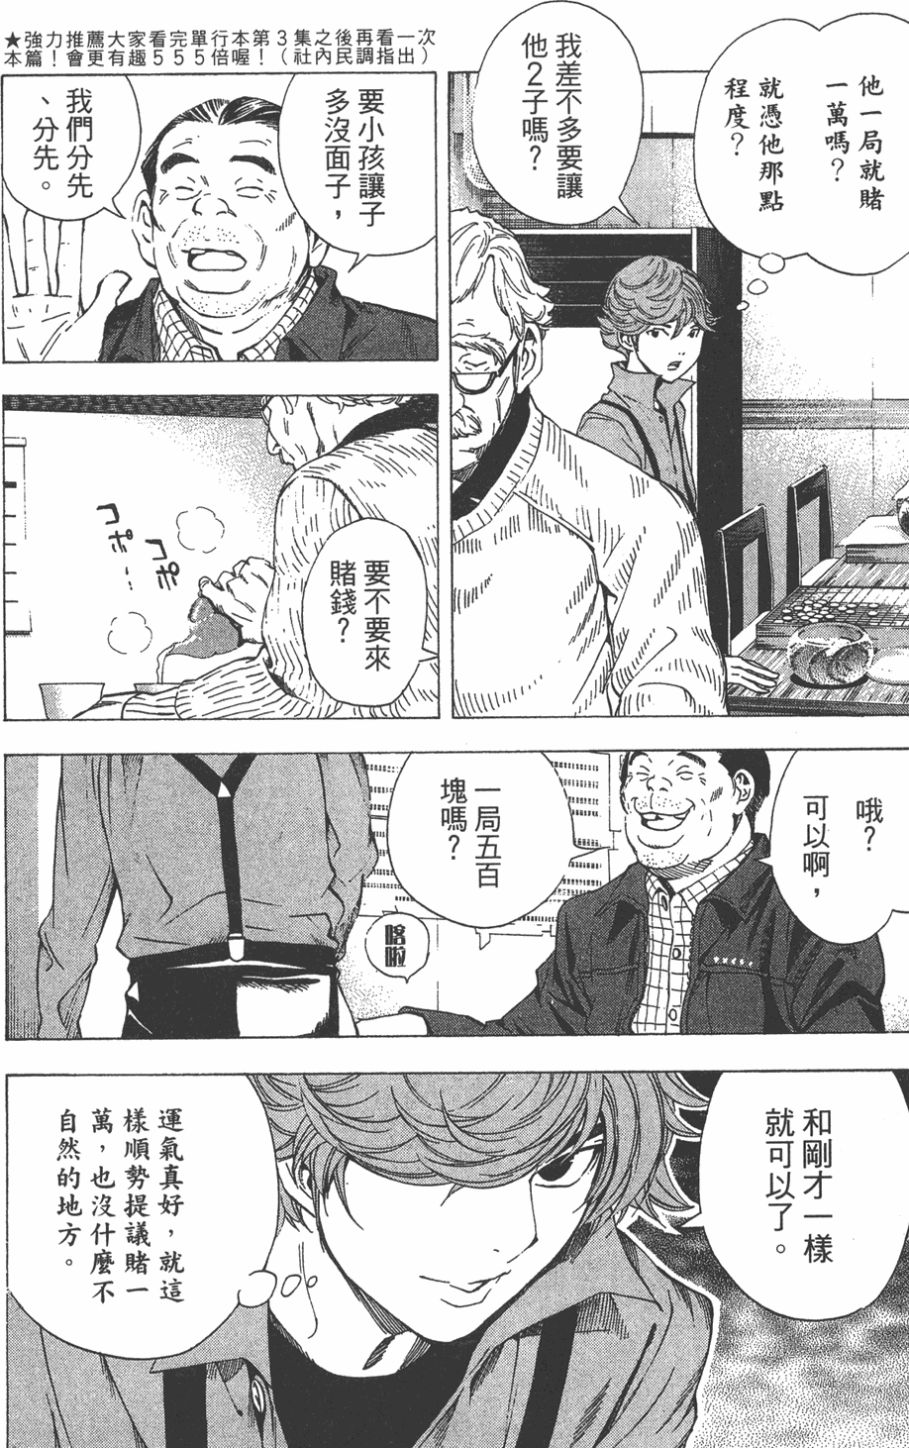 ★強力推薦大家看完單行本第3集之後再看一次
本篇！會更有趣555倍喔！（社內民調指出）
他一局就賭
一萬嗎？
就憑他那點
程度？
我差不多要讓
他2子嗎？
要小孩讓子
多沒面子，
我們分先
、分先。
要不要來
賭錢？
コポ…
コポ
哦？
可以啊，
一局五百
塊嗎？
喀啦
和剛才一樣
就可以了。
運氣真好，就這
樣順勢提議賭一
萬，也沒什麼不
自然的地方。